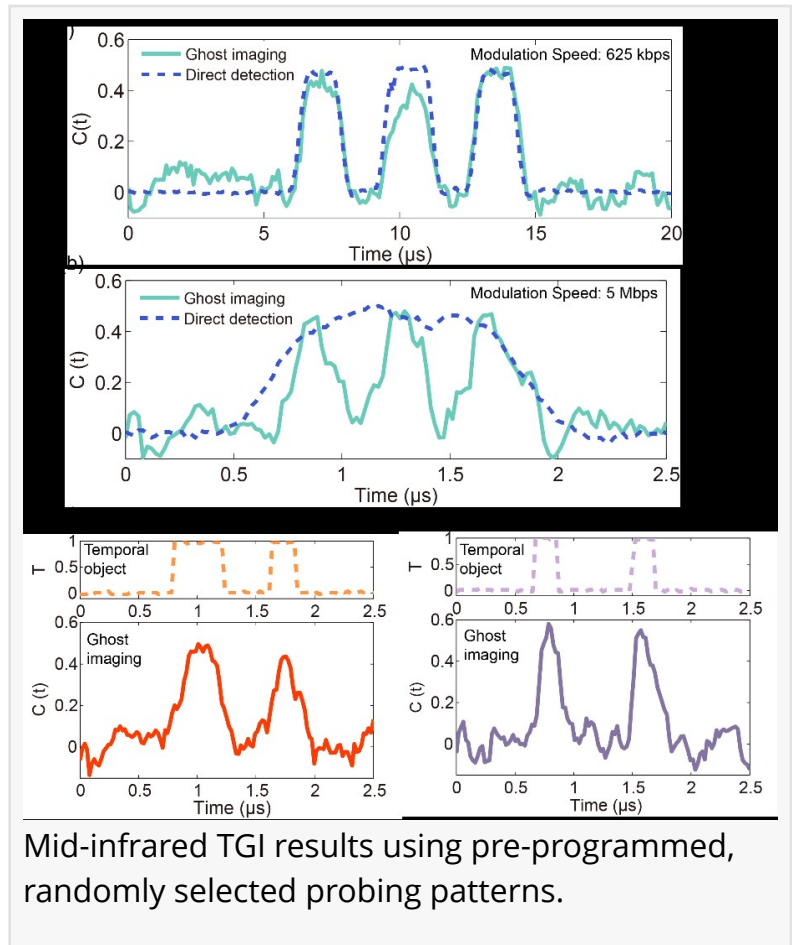 )
0.6
Ghost imaging
Modulation Speed: 625 kbps
Direct detection
0.4
C(t)
0.2
0
0 5 10 15 20
Time (μs)
b)
0.6
Ghost imaging
Modulation Speed: 5 Mbps
Direct detection
0.4
C (t)
0.2
0
0 0.5 1 1.5 2 2.5
Time (μs)
1
Temporal
object
T
0.5
0
0 0.5 1 1.5 2 2.5
0.6
Ghost
imaging
0.4
C (t)
0.2
0
0 0.5 1 1.5 2 2.5
Time (μs)
1
Temporal
object
T
0.5
0
0 0.5 1 1.5 2 2.5
0.6
Ghost
imaging
0.4
C (t)
0.2
0
0 0.5 1 1.5 2 2.5
Time (μs)
Mid-infrared TGI results using pre-programmed,
randomly selected probing patterns.